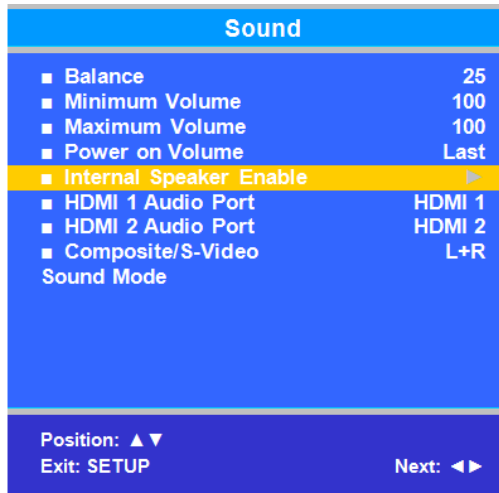 Sound
■ Balance 25
■ Minimum Volume 100
■ Maximum Volume 100
■ Power on Volume Last
■ Internal Speaker Enable ►
■ HDMI 1 Audio Port HDMI 1
■ HDMI 2 Audio Port HDMI 2
■ Composite/S-Video L+R
Sound Mode
Position: ▲▼
Exit: SETUP Next: ◄►